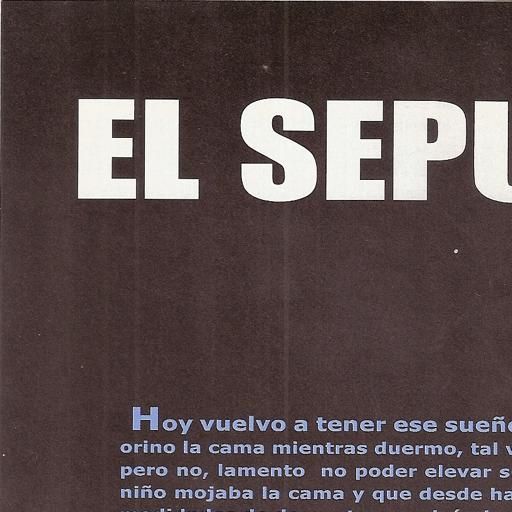 EL SEPU
Hoy vuelvo a tener ese sueño
orino la cama mientras duermo, tal v
pero no, lamento no poder elevar s
niño mojaba la cama y que desde ha